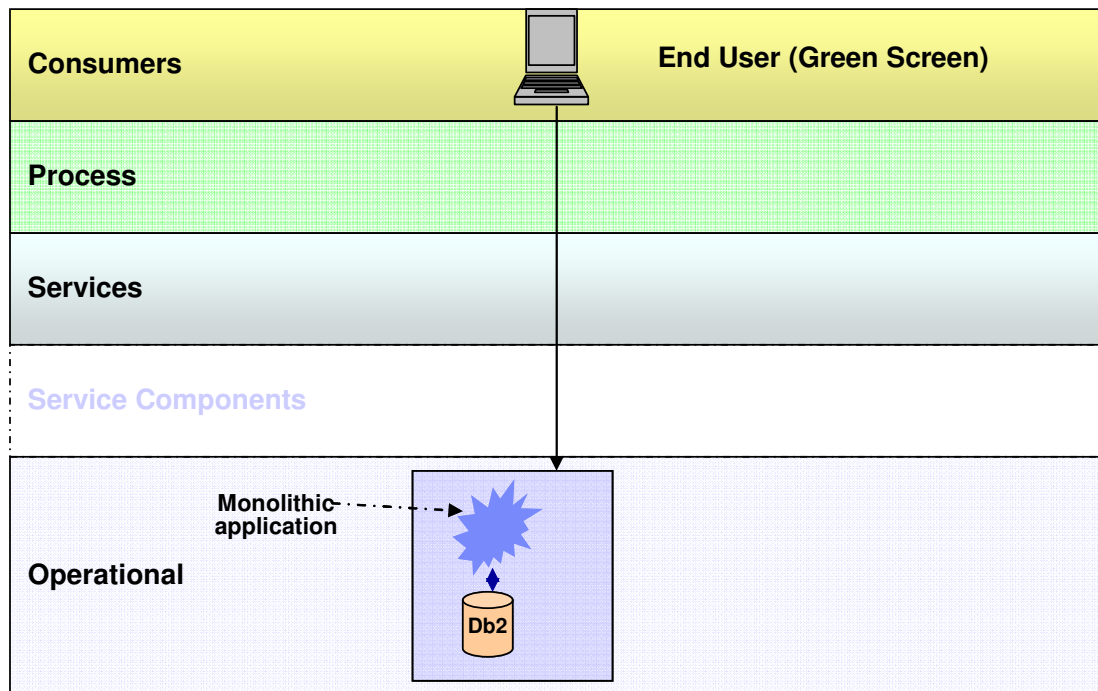 Consumers
End User (Green Screen)
Process
Services
Service Components
Monolithic
application
Operational
Db2